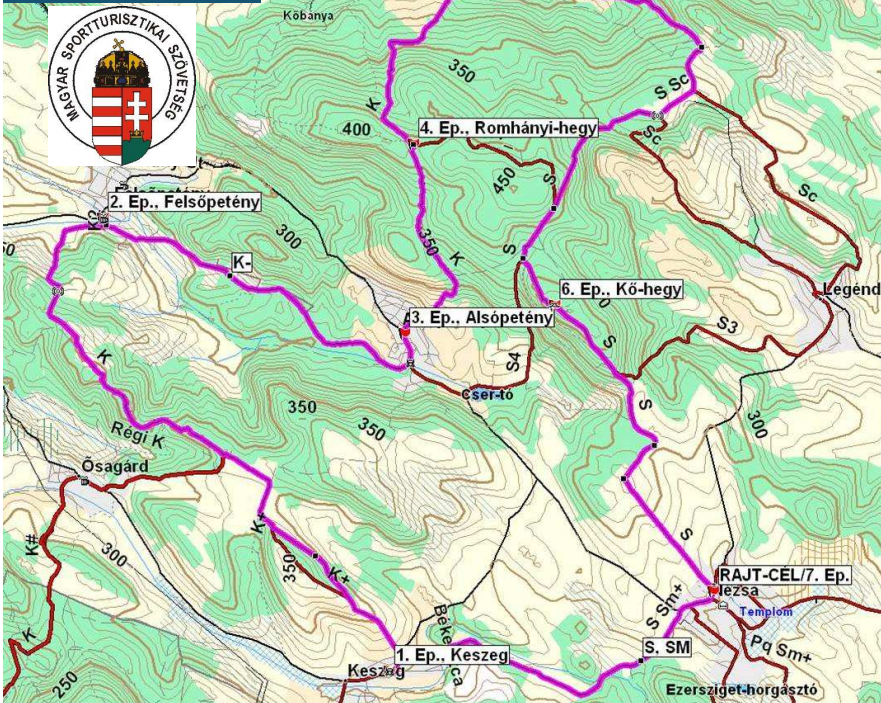 MAGYAR SPORTTURISZTIKAI SZÖVETSÉG
Kőbánya
350
K
S Sc
400
4. Ep., Romhányi-hegy
Sc
450
S
Sc
2. Ep., Felsőpetény
300
350
K
S
K-
6. Ep., Kő-hegy
Legénd
3. Ep., Alsópetény
S
S3
K
S4
Cser-tó
350
350
S
300
Régi K
Ősagárd
K+
K#
300
350
K+
S
RAJT-CÉL/7. Ep.
Templom
S Sm+
K
1. Ep., Keszeg
Keszeg
S, SM
Pq Sm+
250
Ezersziget-horgásztó